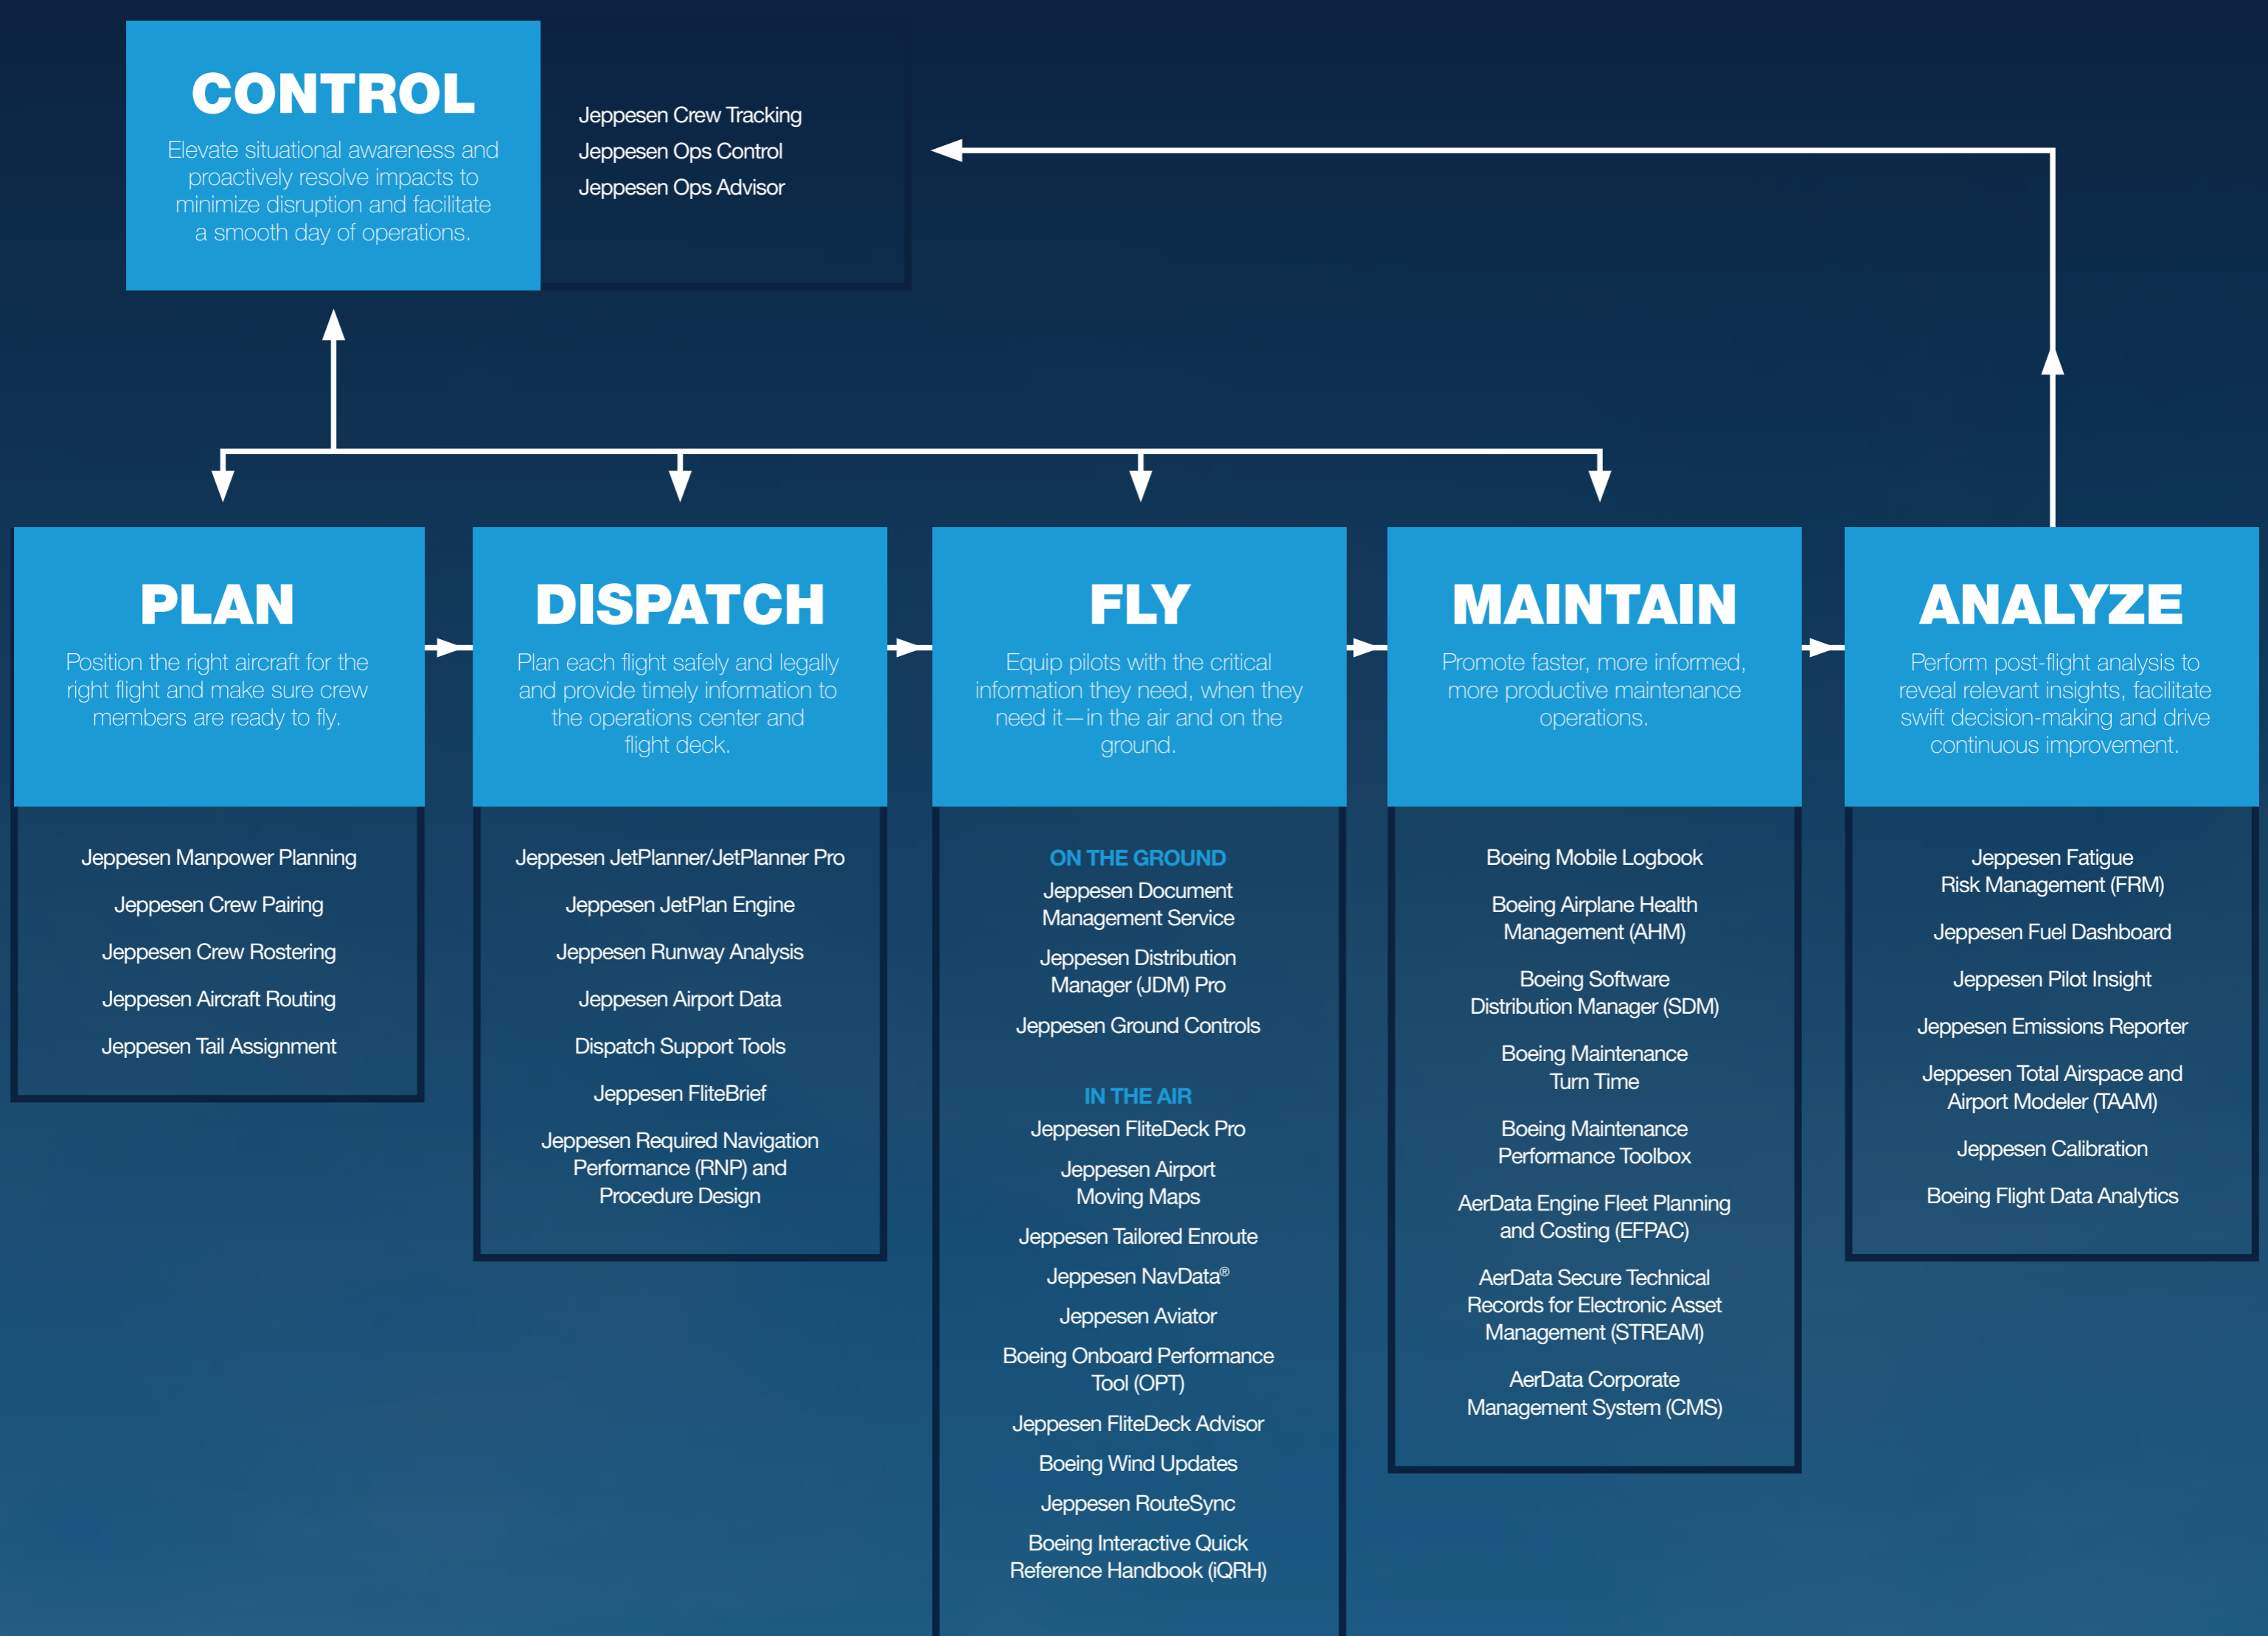 CONTROL
Elevate situational awareness and
proactively resolve impacts to
minimize disruption and facilitate
a smooth day of operations.
Jeppesen Crew Tracking
Jeppesen Ops Control
Jeppesen Ops Advisor
PLAN
Position the right aircraft for the
right flight and make sure crew
members are ready to fly.
Jeppesen Manpower Planning
Jeppesen Crew Pairing
Jeppesen Crew Rostering
Jeppesen Aircraft Routing
Jeppesen Tail Assignment
DISPATCH
Plan each flight safely and legally
and provide timely information to
the operations center and
flight deck.
Jeppesen JetPlanner/JetPlanner Pro
Jeppesen JetPlan Engine
Jeppesen Runway Analysis
Jeppesen Airport Data
Dispatch Support Tools
Jeppesen FliteBrief
Jeppesen Required Navigation
Performance (RNP) and
Procedure Design
FLY
Equip pilots with the critical
information they need, when they
need it—in the air and on the
ground.
ON THE GROUND
Jeppesen Document
Management Service
Jeppesen Distribution
Manager (JDM) Pro
Jeppesen Ground Controls
IN THE AIR
Jeppesen FliteDeck Pro
Jeppesen Airport
Moving Maps
Jeppesen Tailored Enroute
Jeppesen NavData®
Jeppesen Aviator
Boeing Onboard Performance
Tool (OPT)
Jeppesen FliteDeck Advisor
Boeing Wind Updates
Jeppesen RouteSync
Boeing Interactive Quick
Reference Handbook (iQRH)
MAINTAIN
Promote faster, more informed,
more productive maintenance
operations.
Boeing Mobile Logbook
Boeing Airplane Health
Management (AHM)
Boeing Software
Distribution Manager (SDM)
Boeing Maintenance
Turn Time
Boeing Maintenance
Performance Toolbox
AerData Engine Fleet Planning
and Costing (EFPAC)
AerData Secure Technical
Records for Electronic Asset
Management (STREAM)
AerData Corporate
Management System (CMS)
ANALYZE
Perform post-flight analysis to
reveal relevant insights, facilitate
swift decision-making and drive
continuous improvement.
Jeppesen Fatigue
Risk Management (FRM)
Jeppesen Fuel Dashboard
Jeppesen Pilot Insight
Jeppesen Emissions Reporter
Jeppesen Total Airspace and
Airport Modeler (TAAM)
Jeppesen Calibration
Boeing Flight Data Analytics